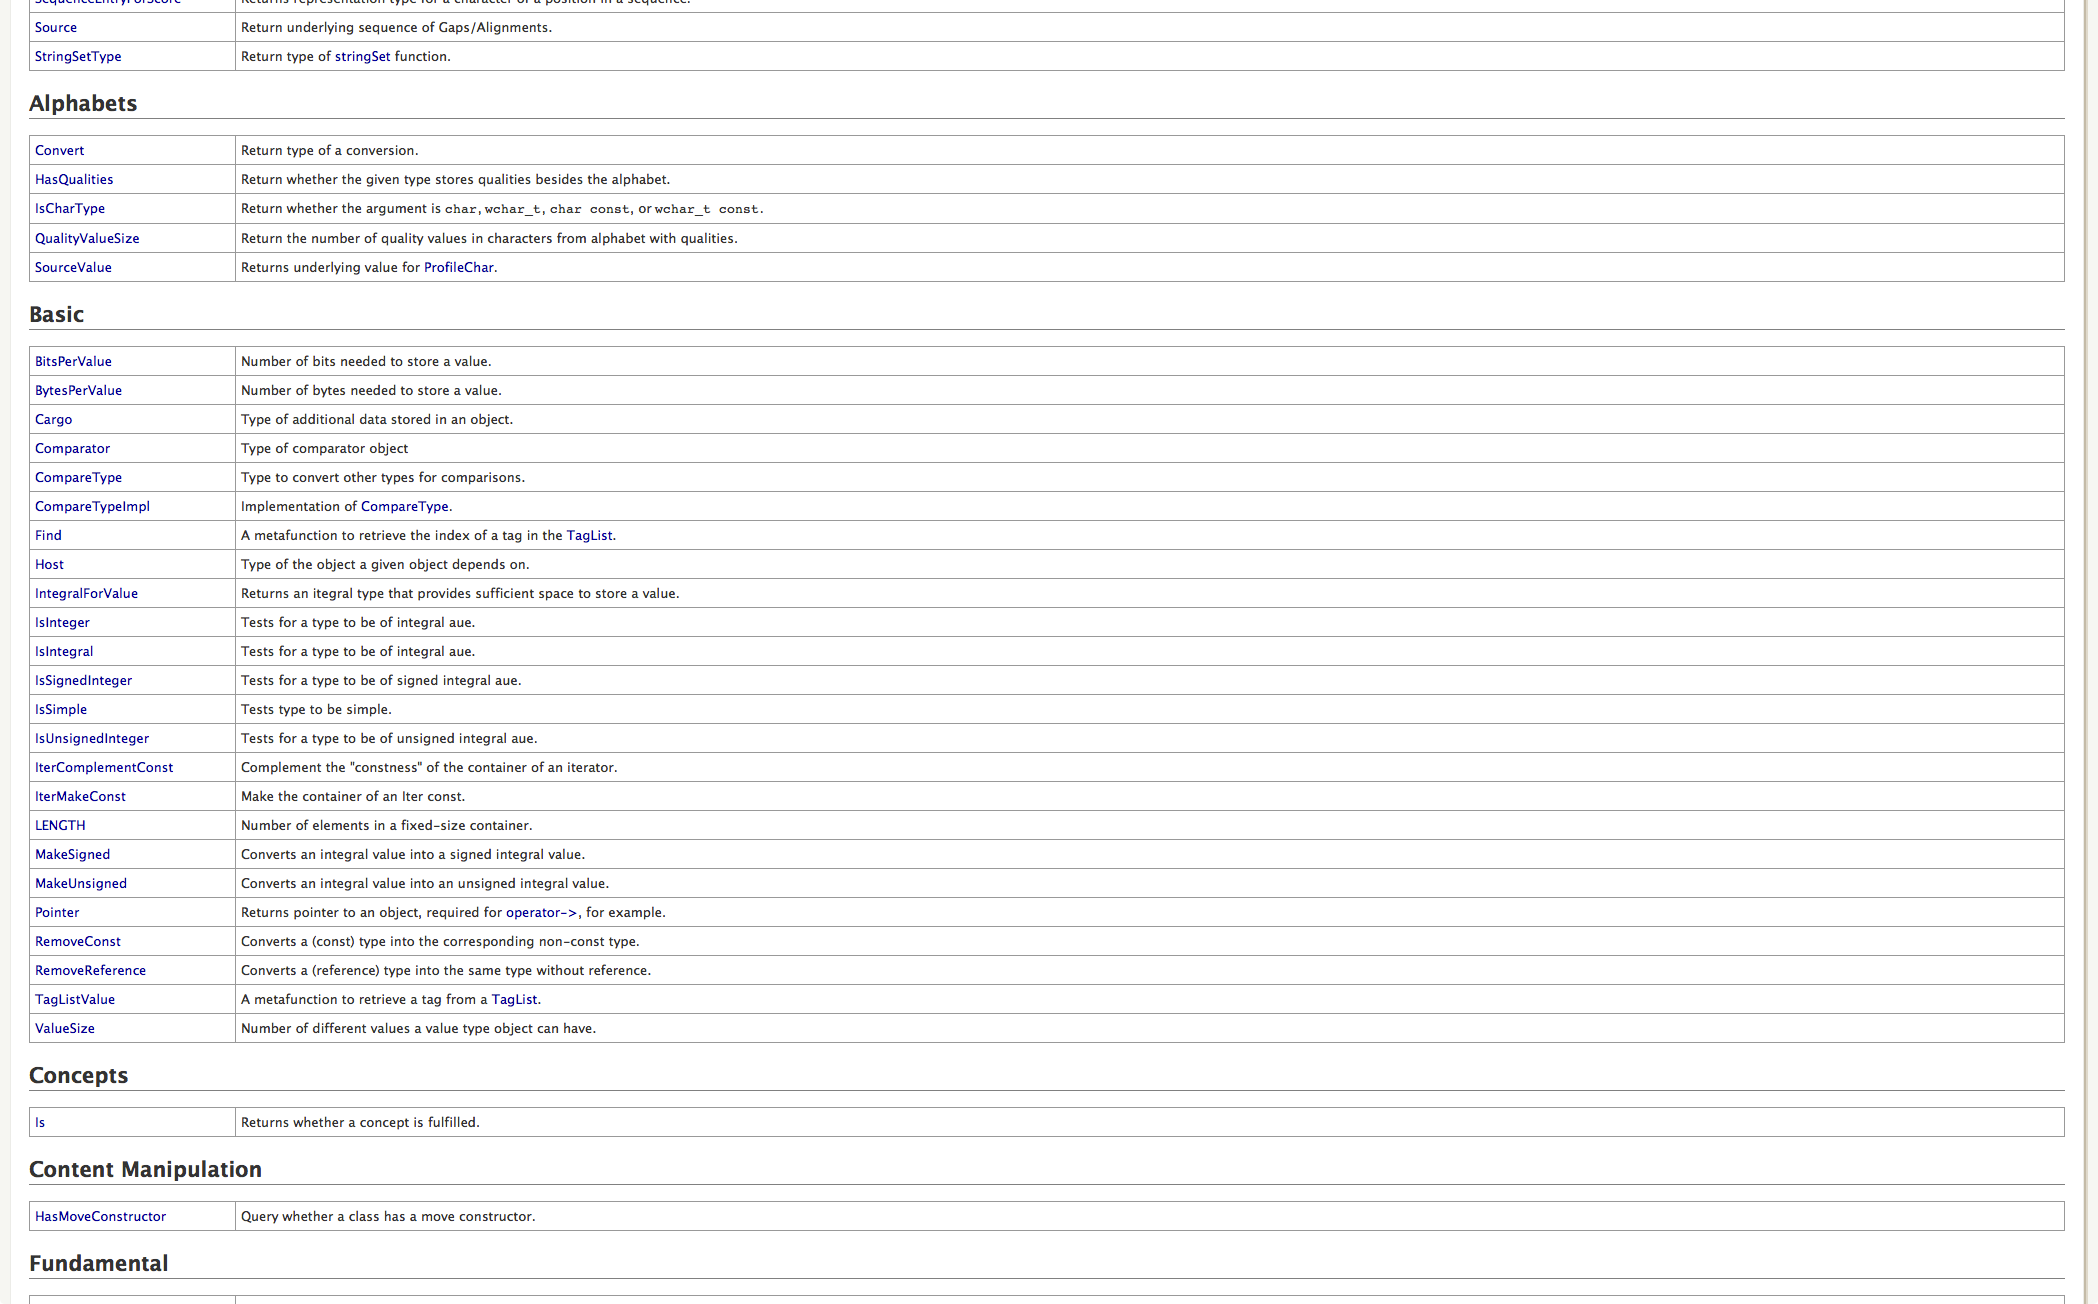 SequenceEntryForScore Returns representation type for a character of a position in a sequence.
Source Return underlying sequence of Gaps/Alignments.
StringSetType Return type of stringSet function.
Alphabets
Convert Return type of a conversion.
HasQualities Return whether the given type stores qualities besides the alphabet.
IsCharType Return whether the argument is char, wchar_t, char const, or wchar_t const.
QualityValueSize Return the number of quality values in characters from alphabet with qualities.
SourceValue Returns underlying value for ProfileChar.
Basic
BitsPerValue Number of bits needed to store a value.
BytesPerValue Number of bytes needed to store a value.
Cargo Type of additional data stored in an object.
Comparator Type of comparator object
CompareType Type to convert other types for comparisons.
CompareTypeImpl Implementation of CompareType.
Find A metafunction to retrieve the index of a tag in the TagList.
Host Type of the object a given object depends on.
IntegralForValue Returns an itegral type that provides sufficient space to store a value.
IsInteger Tests for a type to be of integral aue.
IsIntegral Tests for a type to be of integral aue.
IsSignedInteger Tests for a type to be of signed integral aue.
IsSimple Tests type to be simple.
IsUnsignedInteger Tests for a type to be of unsigned integral aue.
IterComplementConst Complement the "constness" of the container of an iterator.
IterMakeConst Make the container of an Iter const.
LENGTH Number of elements in a fixed-size container.
MakeSigned Converts an integral value into a signed integral value.
MakeUnsigned Converts an integral value into an unsigned integral value.
Pointer Returns pointer to an object, required for operator->, for example.
RemoveConst Converts a (const) type into the corresponding non-const type.
RemoveReference Converts a (reference) type into the same type without reference.
TagListValue A metafunction to retrieve a tag from a TagList.
ValueSize Number of different values a value type object can have.
Concepts
Is Returns whether a concept is fulfilled.
Content Manipulation
HasMoveConstructor Query whether a class has a move constructor.
Fundamental